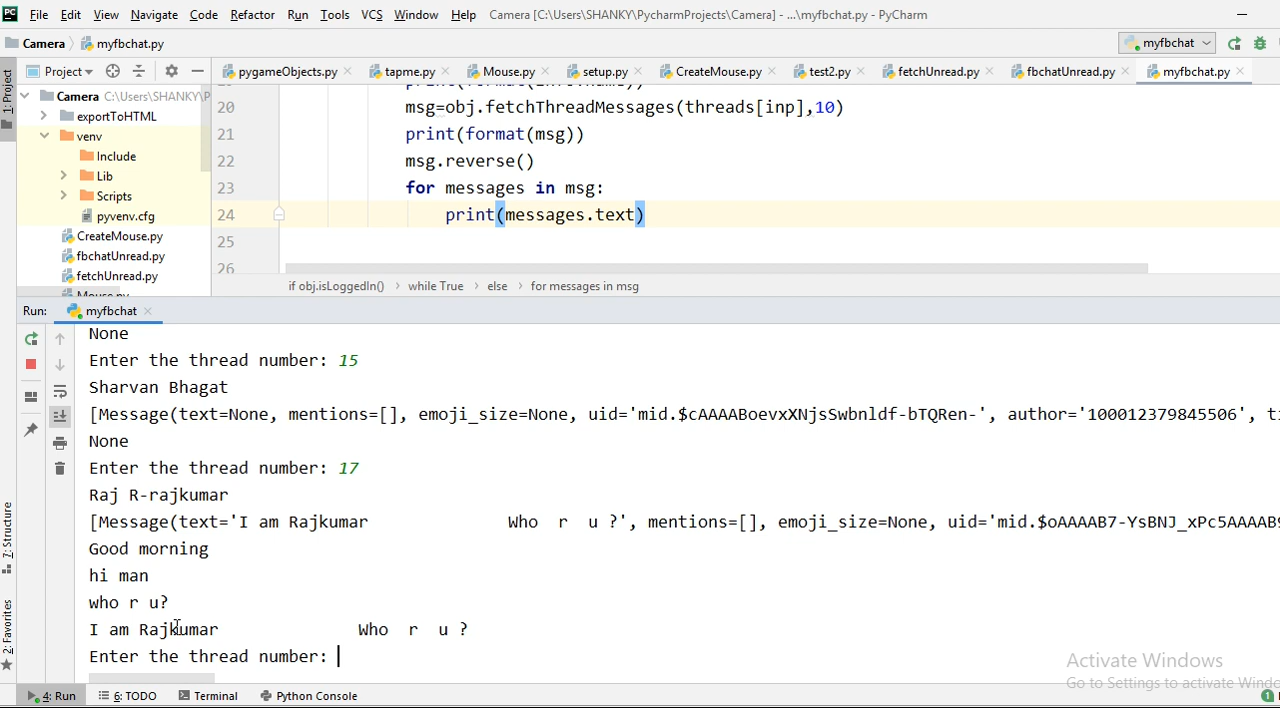 File Edit View Navigate Code Refactor Run Tools VCS Window Help Camera [C:\Users\SHANKY\PycharmProjects\Camera] - ...\myfbchat.py - PyCharm
Camera myfbchat.py myfbchat
Project pygameObjects.py tapme.py Mouse.py setup.py CreateMouse.py test2.py fetchUnread.py fbchatUnread.py myfbchat.py
1: Project
Camera C:\Users\SHANKY\P
exportToHTML
venv
Include
Lib
Scripts
pyvenv.cfg
CreateMouse.py
fbchatUnread.py
fetchUnread.py
Mouse.py
20 msg=obj.fetchThreadMessages(threads[inp],10)
21 print(format(msg))
22 msg.reverse()
23 for messages in msg:
24 print(messages.text)
25
26
if obj.isLoggedIn() › while True › else › for messages in msg
Run: myfbchat
None
Enter the thread number: 15
Sharvan Bhagat
[Message(text=None, mentions=[], emoji_size=None, uid='mid.$cAAAABoevxXNjsSwbnldf-bTQRen-', author='100012379845506', ti
None
Enter the thread number: 17
Raj R-rajkumar
[Message(text='I am Rajkumar Who r u ?', mentions=[], emoji_size=None, uid='mid.$oAAAAB7-YsBNJ_xPc5AAAAB9
Good morning
hi man
who r u?
I am Rajkumar Who r u ?
Enter the thread number:
7: Structure
2: Favorites
Activate Windows
Go to Settings to activate Windo
4: Run 6: TODO Terminal Python Console 1